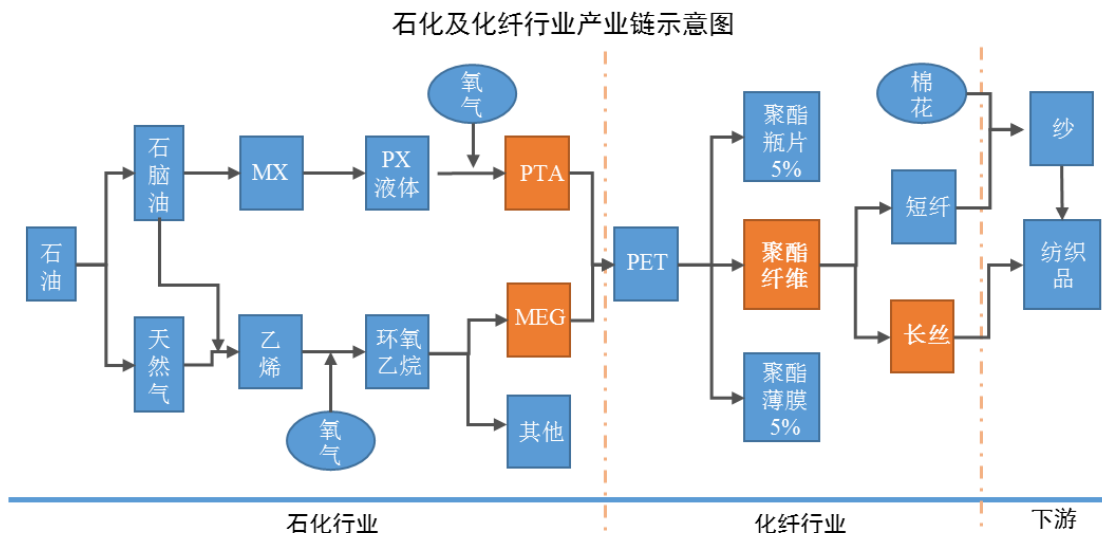 石化及化纤行业产业链示意图
氧
气
棉
花
石
脑
油
MX
PX
液体
PTA
聚酯
瓶片
5%
纱
短纤
石
油
PET
聚酯
纤维
纺织
品
天
然
气
乙
烯
环氧
乙烷
MEG
长丝
氧
气
其他
聚酯
薄膜
5%
石化行业
化纤行业
下游